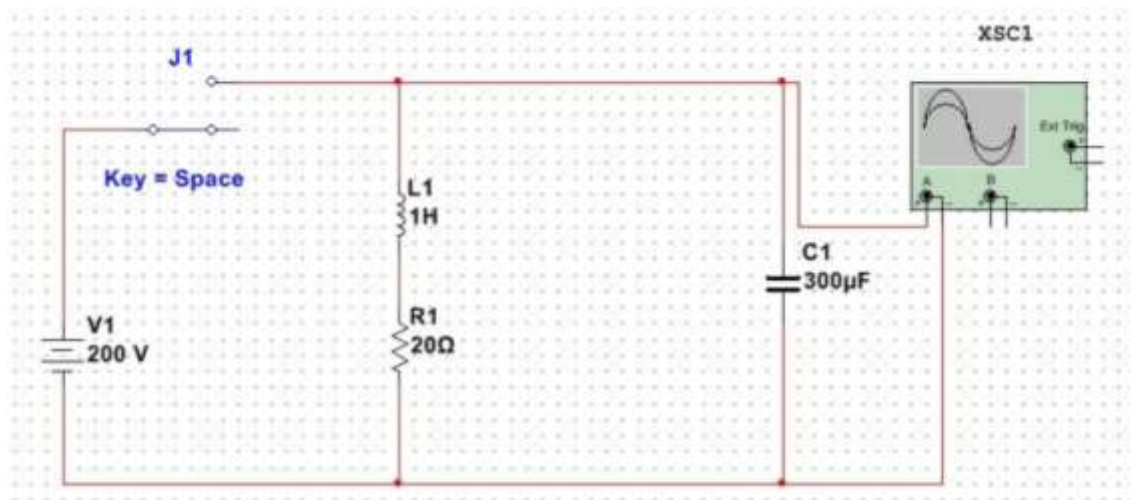 XSC1
J1
Ext Trig
Key = Space
A
B
L1
1H
C1
300µF
R1
20Ω
V1
200 V